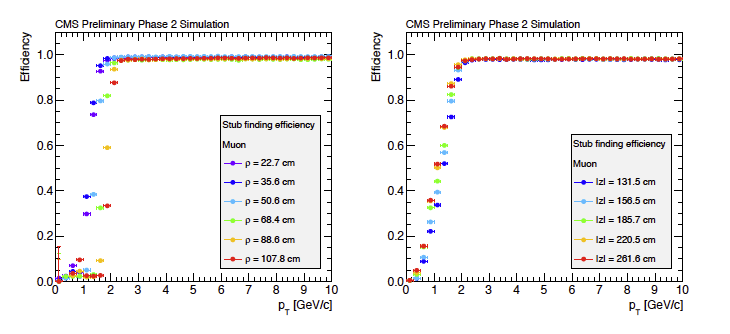 CMS Preliminary Phase 2 Simulation
Efficiency
1.0
0.8
0.6
0.4
0.2
0.0
Stub finding efficiency
Muon
ρ = 22.7 cm
ρ = 35.6 cm
ρ = 50.6 cm
ρ = 68.4 cm
ρ = 88.6 cm
ρ = 107.8 cm
0 1 2 3 4 5 6 7 8 9 10
p_T [GeV/c]
CMS Preliminary Phase 2 Simulation
Efficiency
1.0
0.8
0.6
0.4
0.2
0.0
Stub finding efficiency
Muon
|z| = 131.5 cm
|z| = 156.5 cm
|z| = 185.7 cm
|z| = 220.5 cm
|z| = 261.6 cm
0 1 2 3 4 5 6 7 8 9 10
p_T [GeV/c]